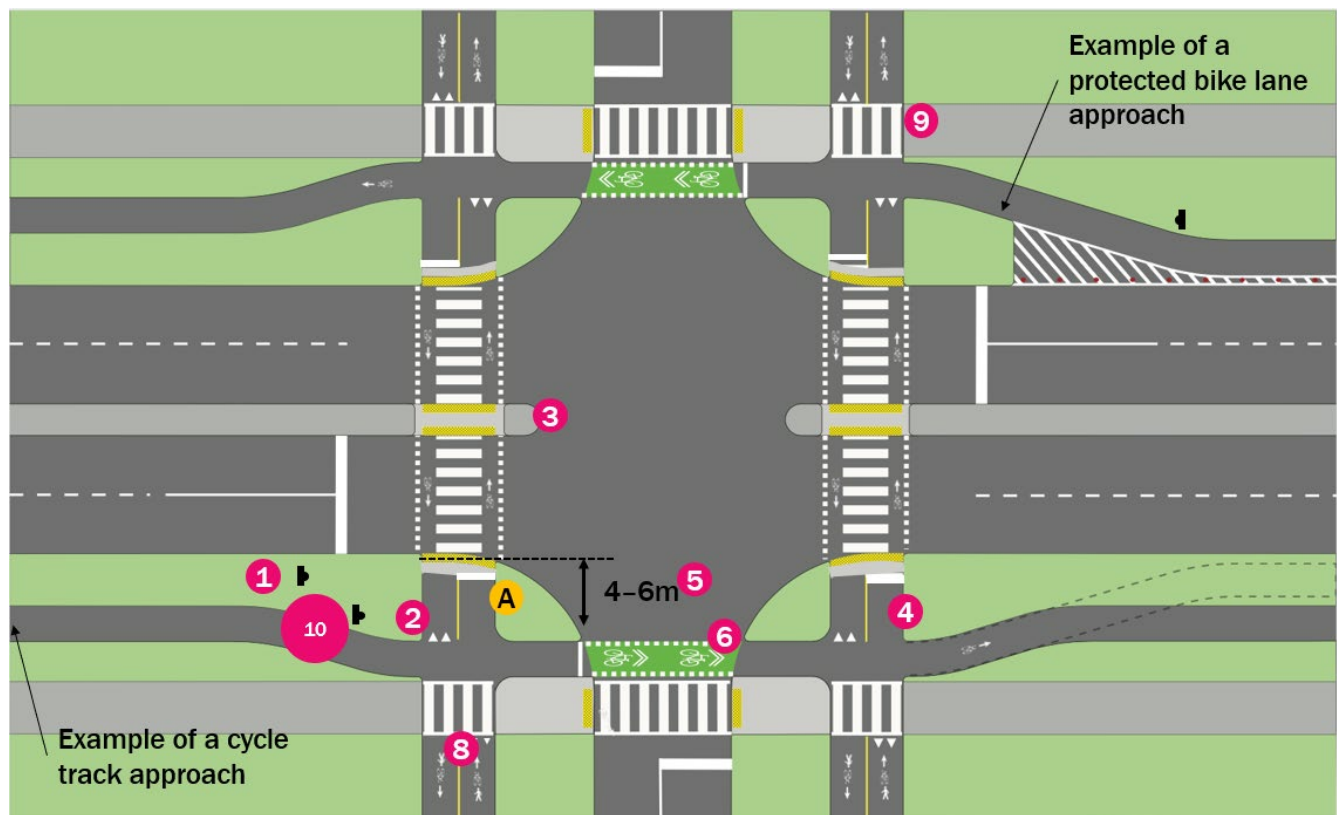 Example of a
protected bike lane
approach
9
3
1
10
2
A
4–6m
5
4
6
8
Example of a cycle
track approach